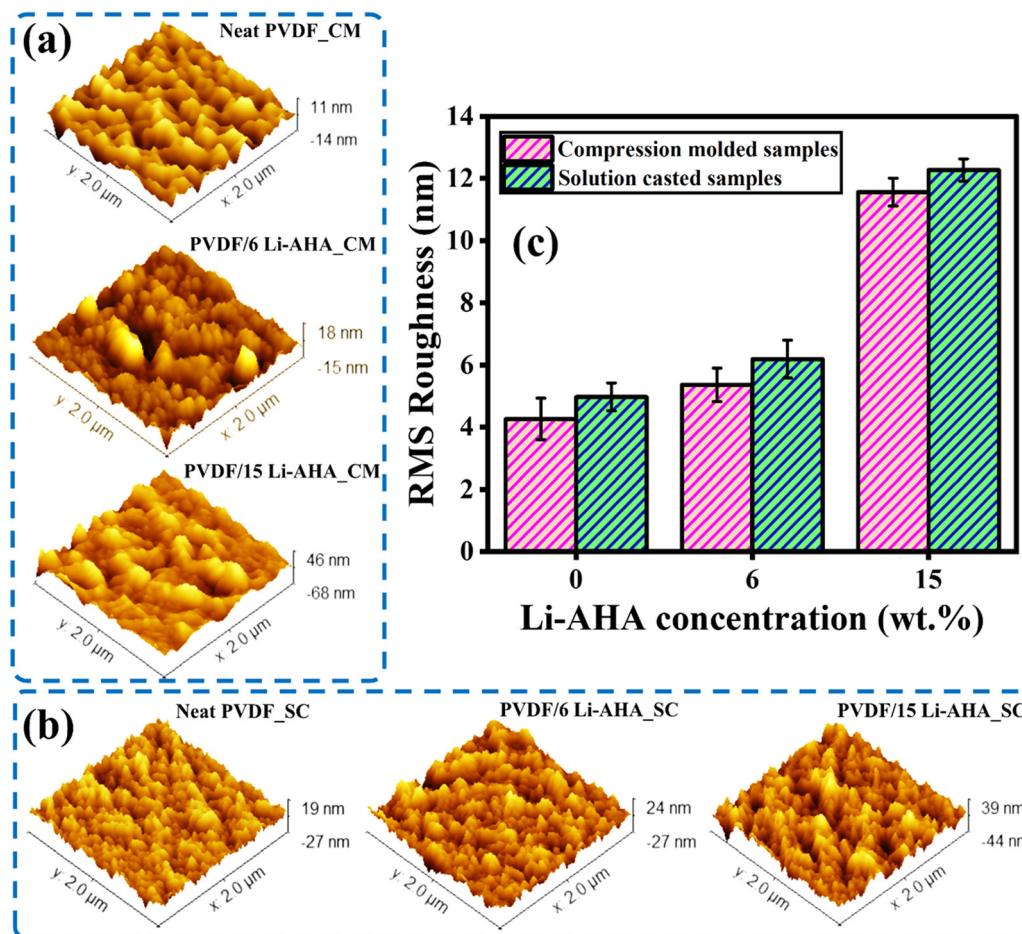 (a)
Neat PVDF_CM
11 nm
-14 nm
y: 2.0 µm
x: 2.0 µm
PVDF/6 Li-AHA_CM
18 nm
-15 nm
y: 2.0 µm
x: 2.0 µm
PVDF/15 Li-AHA_CM
46 nm
-68 nm
y: 2.0 µm
x: 2.0 µm
14
12
10
8
6
4
2
0
RMS Roughness (nm)
Compression molded samples
Solution casted samples
(c)
0 6 15
Li-AHA concentration (wt.%)
(b)
Neat PVDF_SC
19 nm
-27 nm
y: 2.0 µm
x: 2.0 µm
PVDF/6 Li-AHA_SC
24 nm
-27 nm
y: 2.0 µm
x: 2.0 µm
PVDF/15 Li-AHA_SC
39 nm
-44 nm
y: 2.0 µm
x: 2.0 µm